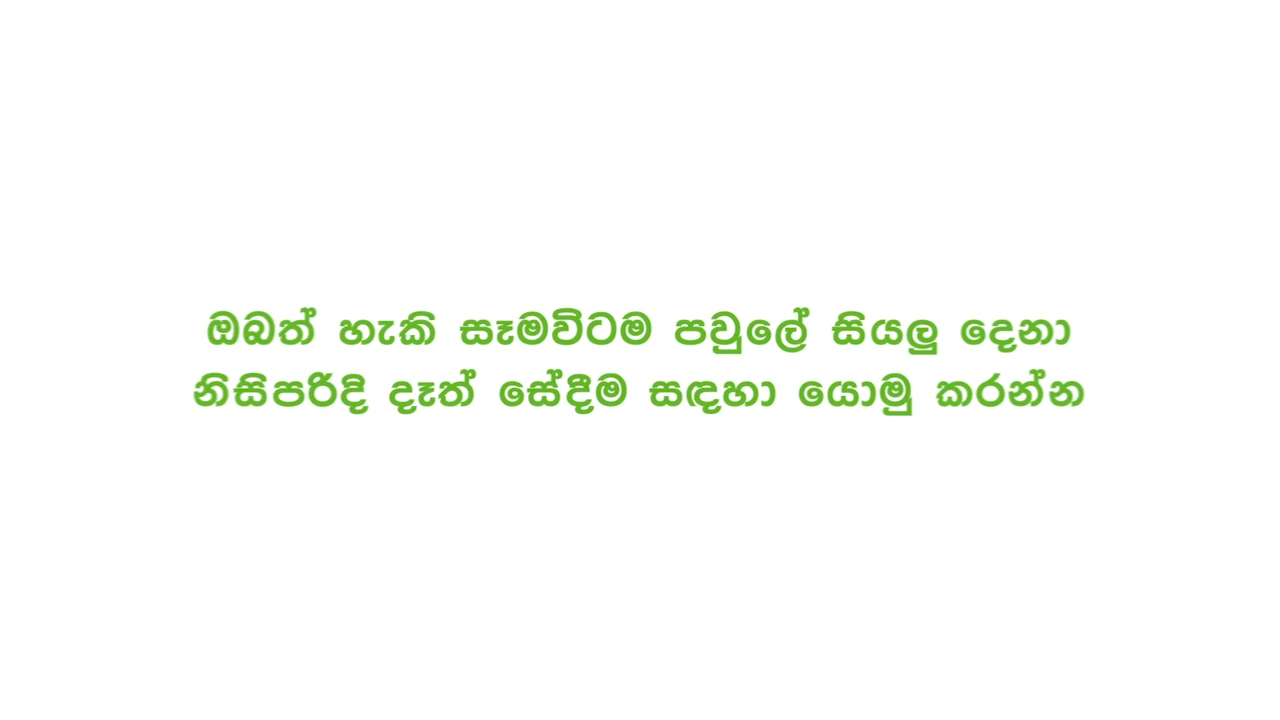 ඔබත් හැකි සෑමවිටම පවුලේ සියලු දෙනා
නිසිපරිදි දෑත් සේදීම සඳහා යොමු කරන්න